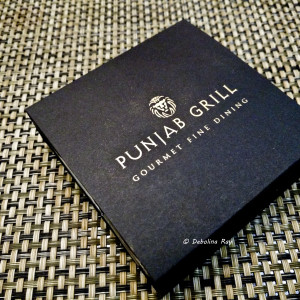 PUNJAB GRILL
GOURMET FINE DINING
© Debolina Ray